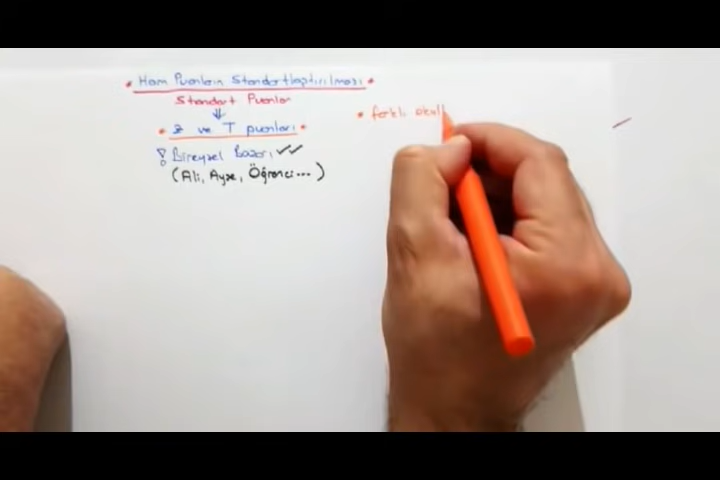 * Ham Puanların Standartlaştırılması *
Standart Puanlar
* z ve T puanları *
! Bireysel Başarı ✓✓
(Ali, Ayşe, Öğrenci...)
* farklı okul